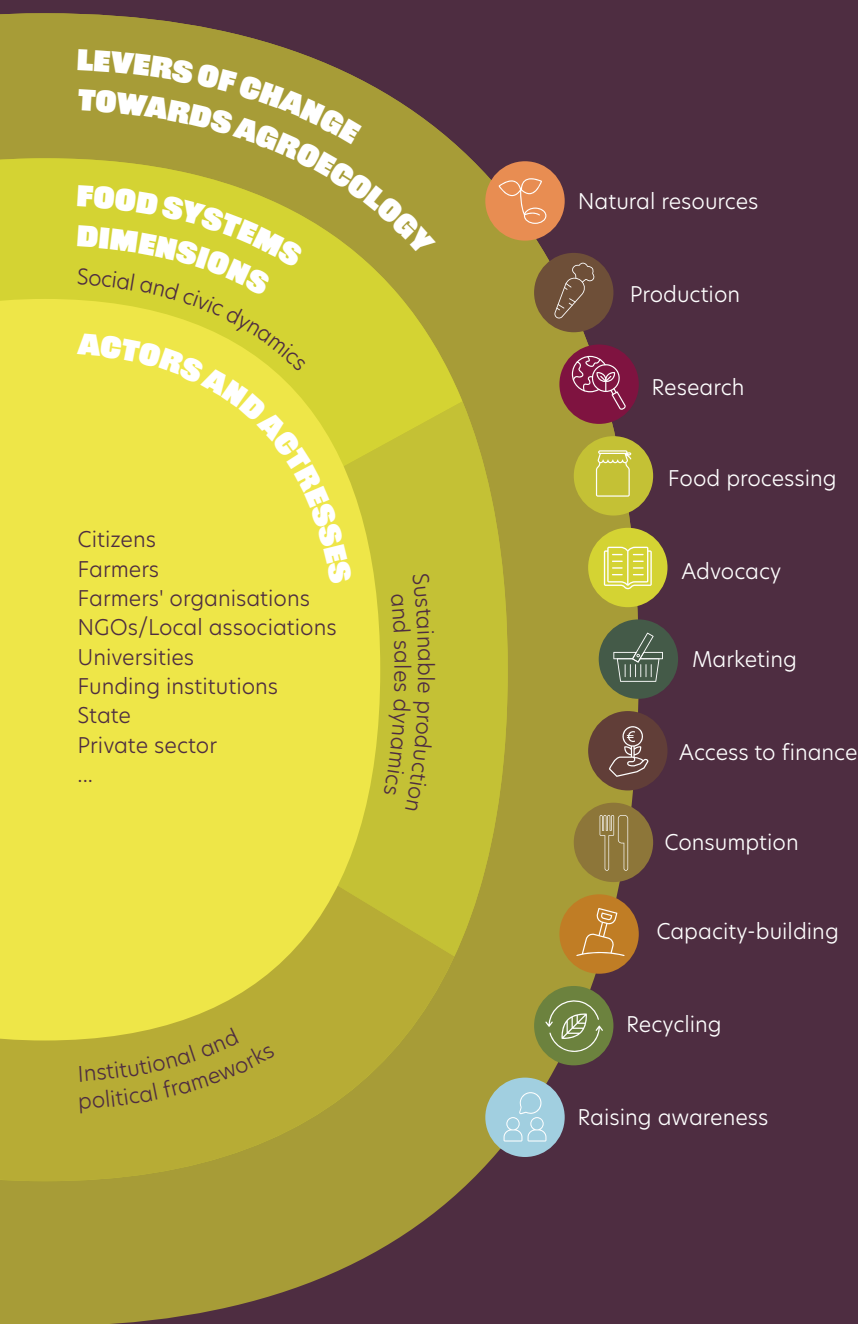 LEVERS OF CHANGE
TOWARDS AGROECOLOGY
FOOD SYSTEMS
DIMENSIONS
Social and civic dynamics
ACTORS AND ACTRESSES
Citizens
Farmers
Farmers' organisations
NGOs/Local associations
Universities
Funding institutions
State
Private sector
...
Sustainable production
and sales dynamics
Institutional and
political frameworks
Natural resources
Production
Research
Food processing
Advocacy
Marketing
€
Access to finance
Consumption
Capacity-building
Recycling
Raising awareness